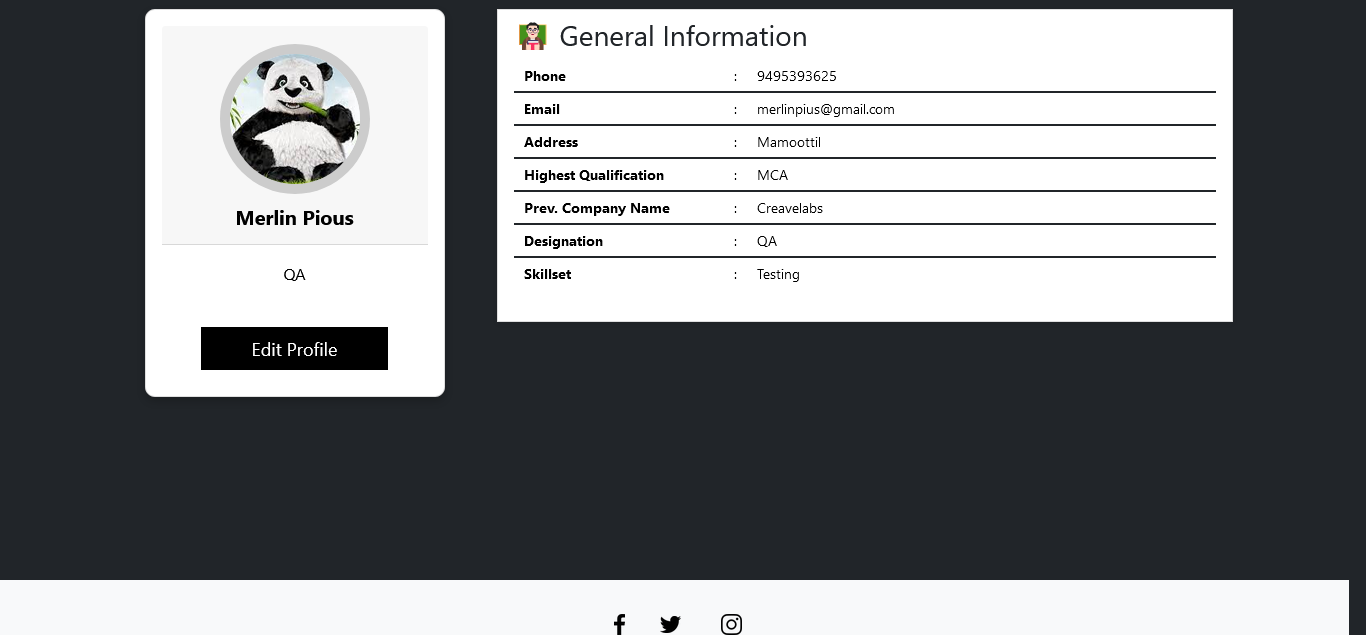 Merlin Pious
QA
Edit Profile
General Information
Phone : 9495393625
Email : merlinpius@gmail.com
Address : Mamoottil
Highest Qualification : MCA
Prev. Company Name : Creavelabs
Designation : QA
Skillset : Testing